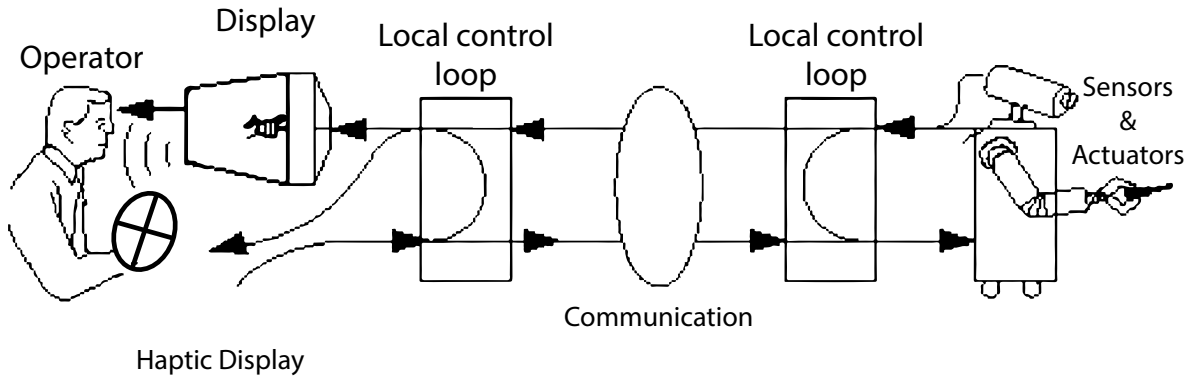 Operator
Display
Local control
loop
Local control
loop
Sensors
&
Actuators
Communication
Haptic Display